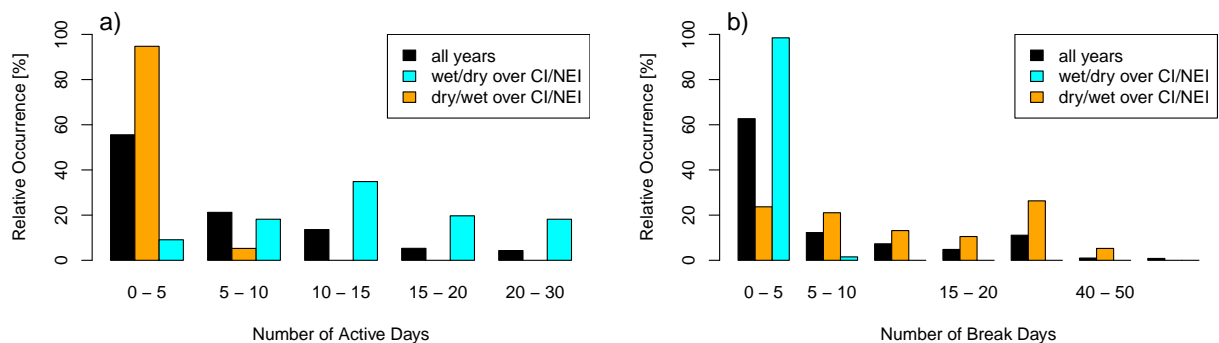 a)
Relative Occurrence [%]
100
80
60
40
20
0
all years
wet/dry over CI/NEI
dry/wet over CI/NEI
0 – 5
5 – 10
10 – 15
15 – 20
20 – 30
Number of Active Days
b)
Relative Occurrence [%]
100
80
60
40
20
0
all years
wet/dry over CI/NEI
dry/wet over CI/NEI
0 – 5
5 – 10
15 – 20
40 – 50
Number of Break Days